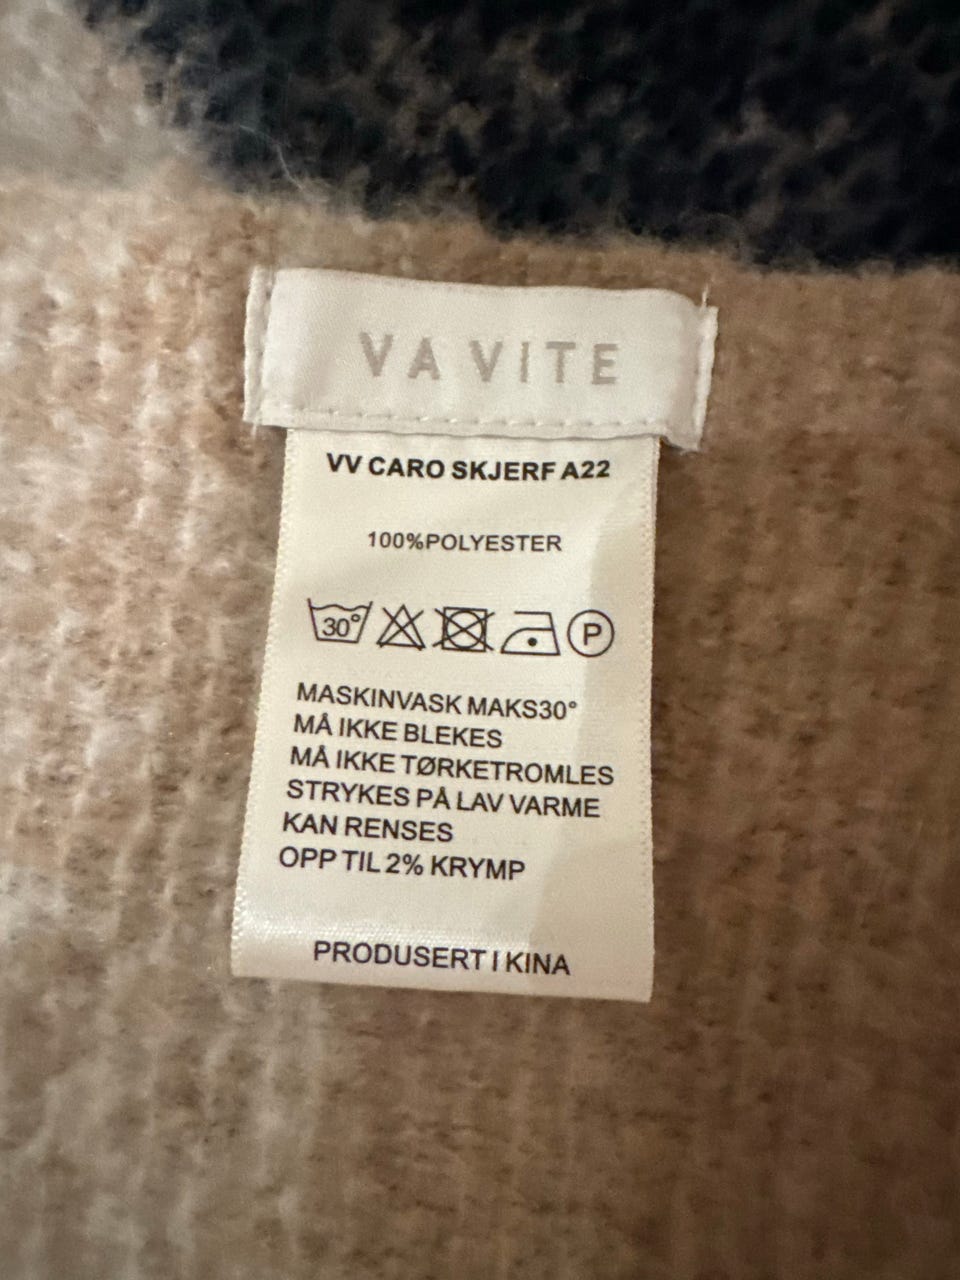 VA VITE
VV CARO SKJERF A22
100%POLYESTER
30° P
MASKINVASK MAKS30°
MÅ IKKE BLEKES
MÅ IKKE TØRKETROMLES
STRYKES PÅ LAV VARME
KAN RENSES
OPP TIL 2% KRYMP
PRODUSERT I KINA